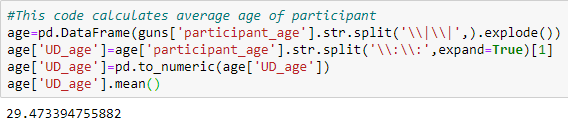 #This code calculates average age of participant
age=pd.DataFrame(guns['participant_age'].str.split('\\|\\|',).explode())
age['UD_age']=age['participant_age'].str.split('\\:\\:',expand=True)[1]
age['UD_age']=pd.to_numeric(age['UD_age'])
age['UD_age'].mean()
29.473394755882